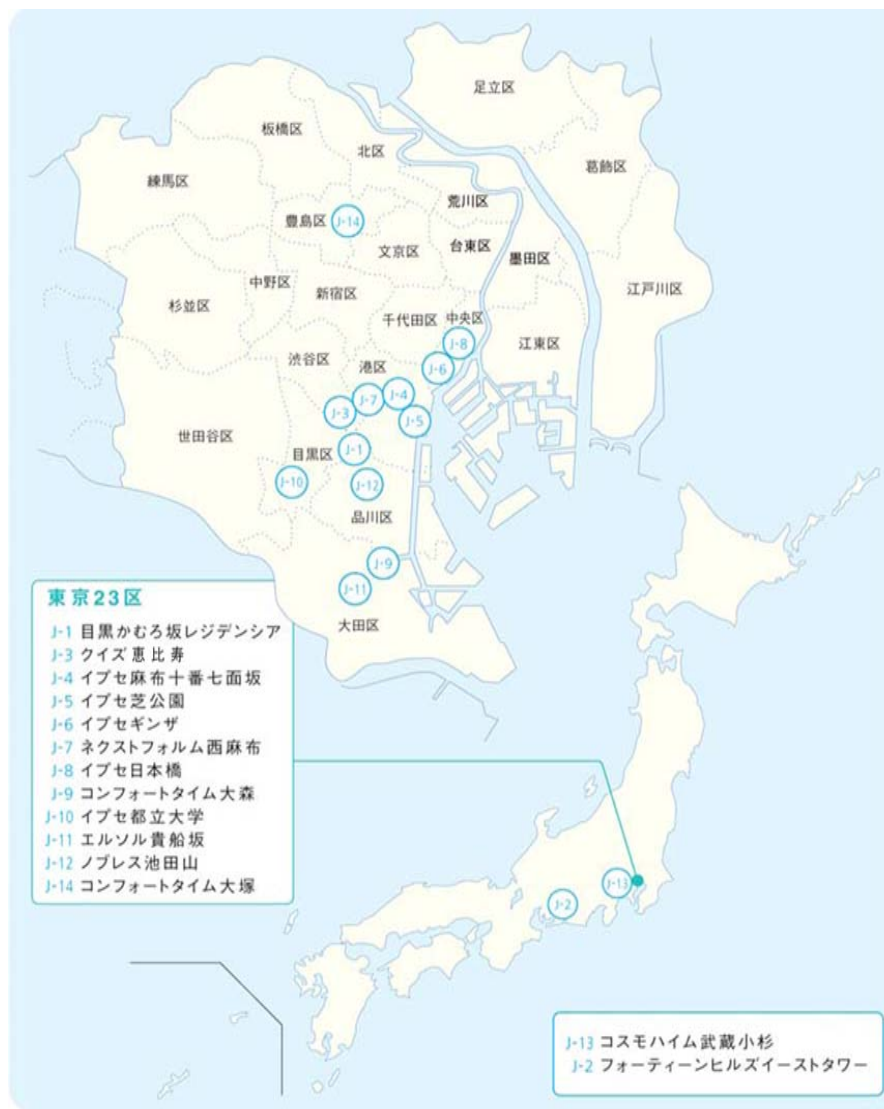 足立区
板橋区
北区
葛飾区
練馬区
荒川区
豊島区 J-14
文京区
台東区
墨田区
中野区
新宿区
江戸川区
杉並区
千代田区
中央区
江東区
J-8
渋谷区
港区
J-6
J-7
J-4
J-3
J-5
世田谷区
目黒区
J-1
J-10
J-12
品川区
J-9
J-11
大田区
東京23区
J-1 目黒かむろ坂レジデンシア
J-3 クイズ恵比寿
J-4 イプセ麻布十番七面坂
J-5 イプセ芝公園
J-6 イプセギンザ
J-7 ネクストフォルム西麻布
J-8 イプセ日本橋
J-9 コンフォートタイム大森
J-10 イプセ都立大学
J-11 エルソル貴船坂
J-12 ノブレス池田山
J-14 コンフォートタイム大塚
J-13
J-2
J-13 コスモハイム武蔵小杉
J-2 フォーティーンヒルズイーストタワー